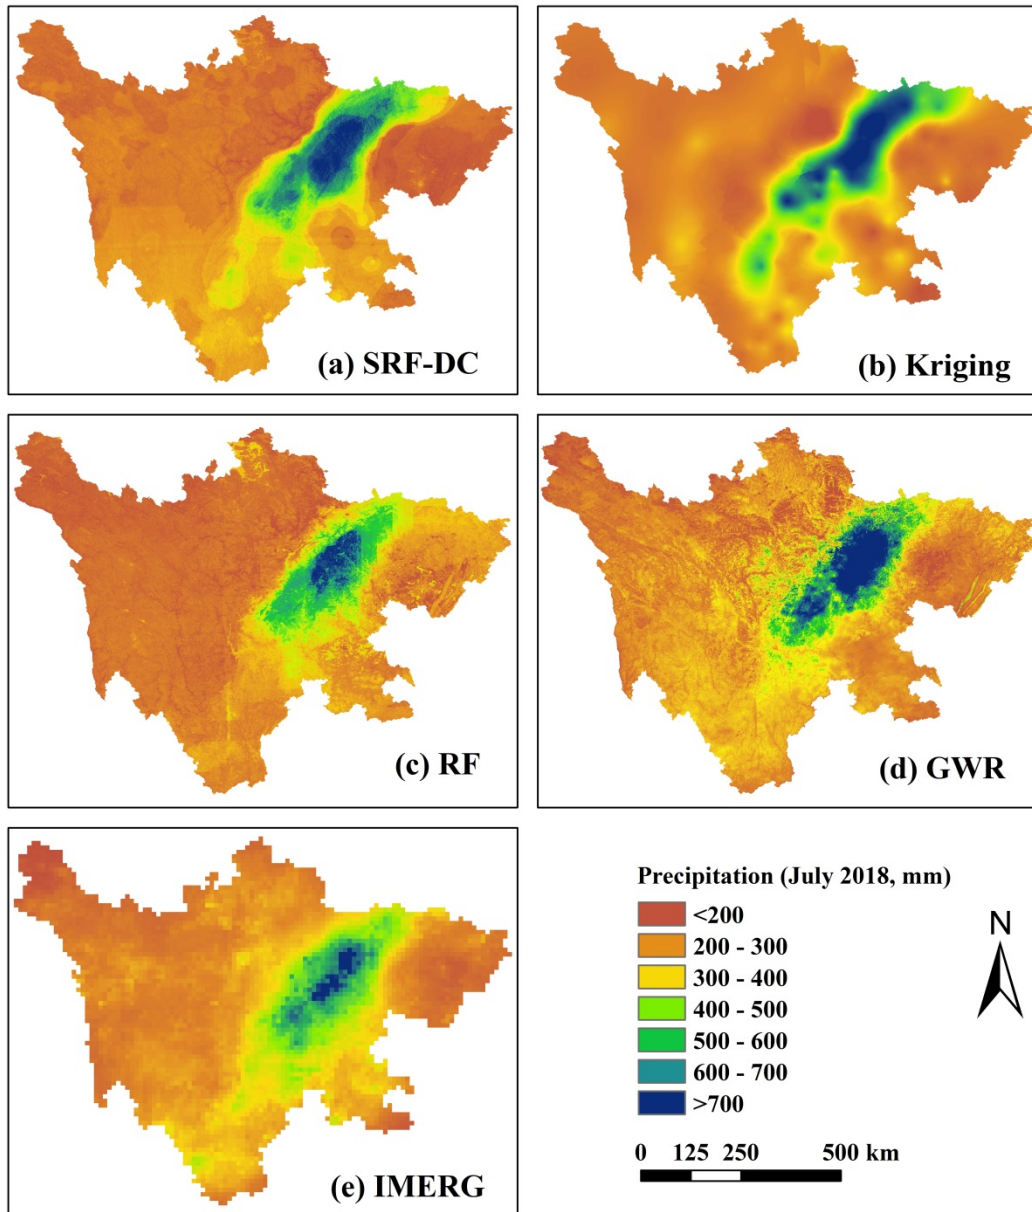 (a) SRF-DC
(b) Kriging
(c) RF
(d) GWR
(e) IMERG
Precipitation (July 2018, mm)
<200
200 - 300
300 - 400
400 - 500
500 - 600
600 - 700
>700
N
0 125 250 500 km